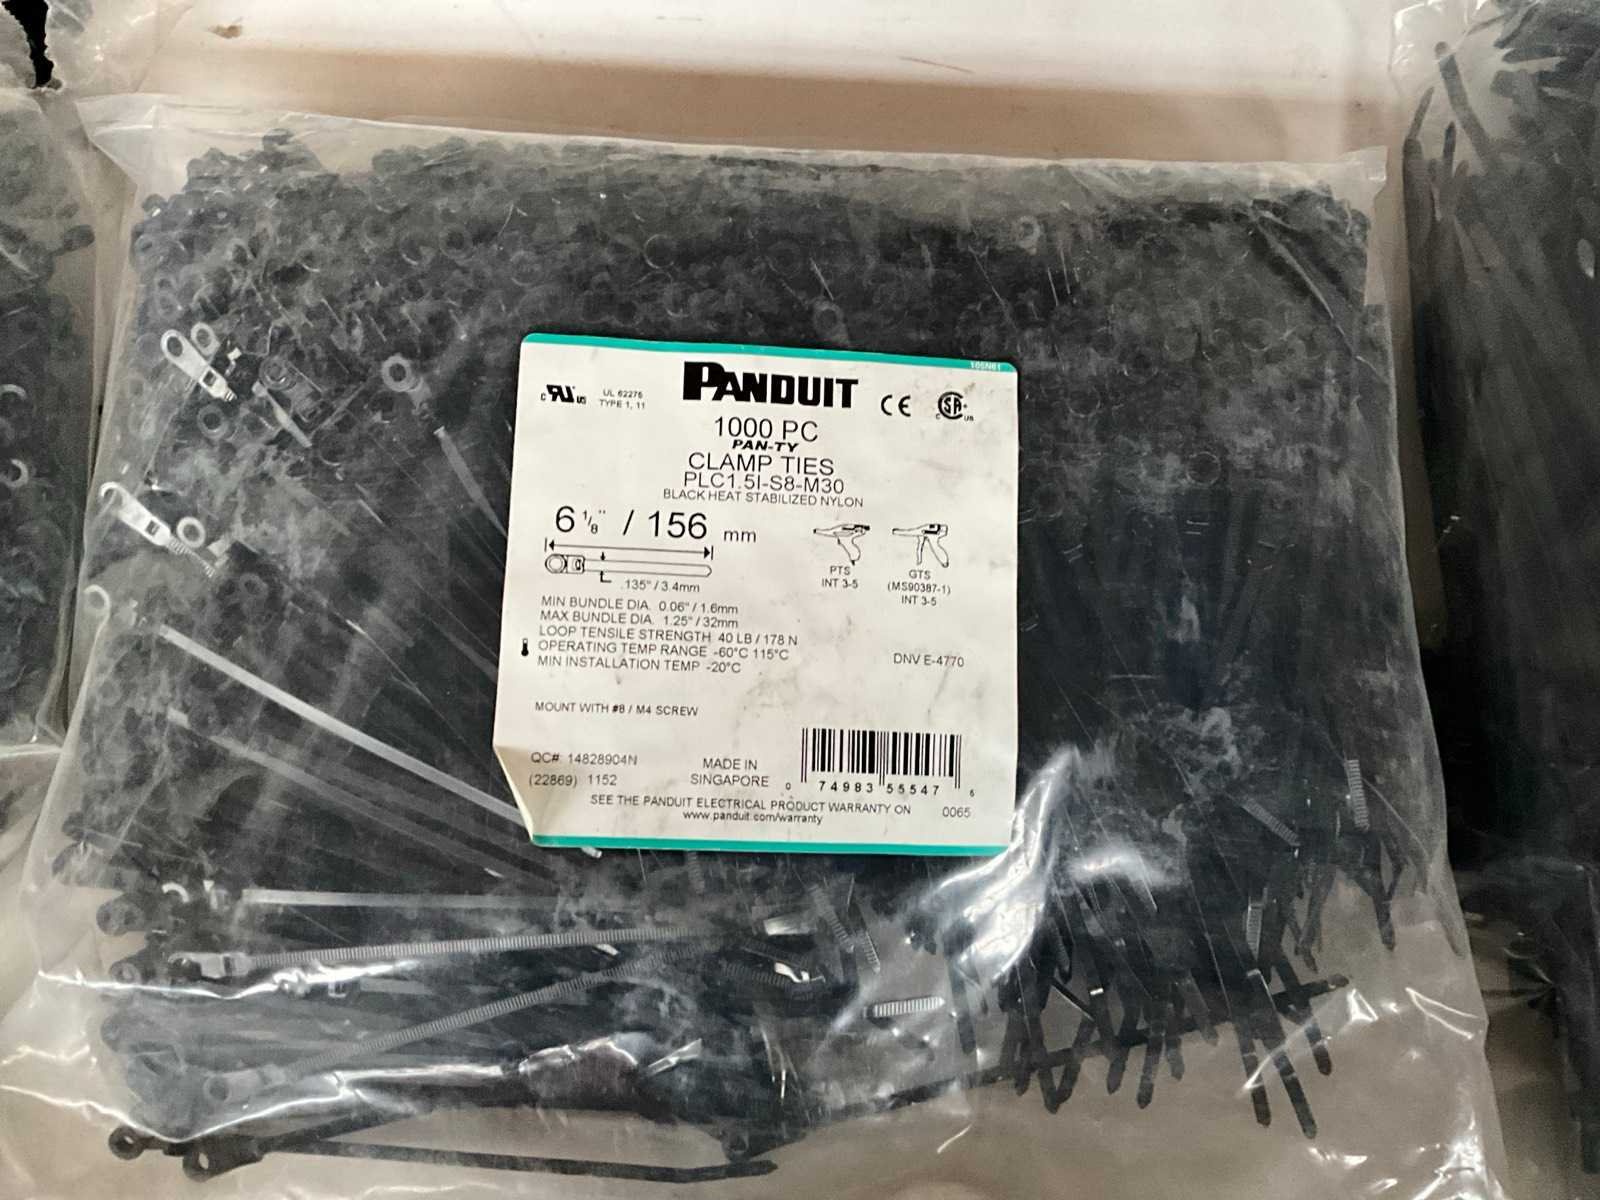 105N61
c RU us
UL 62275
TYPE 1, 11
PANDUIT
CE
c SA us
1000 PC
PAN-TY
CLAMP TIES
PLC1.5I-S8-M30
BLACK HEAT STABILIZED NYLON
6 1/8" / 156 mm
.135" / 3.4mm
PTS
INT 3-5
GTS
(MS90387-1)
INT 3-5
MIN BUNDLE DIA. 0.06" / 1.6mm
MAX BUNDLE DIA. 1.25" / 32mm
LOOP TENSILE STRENGTH 40 LB / 178 N
OPERATING TEMP RANGE -60°C 115°C
MIN INSTALLATION TEMP -20°C
DNV E-4770
MOUNT WITH #8 / M4 SCREW
QC#: 14828904N
(22869) 1152
MADE IN
SINGAPORE
0 74983 55547 6
SEE THE PANDUIT ELECTRICAL PRODUCT WARRANTY ON
www.panduit.com/warranty
0065